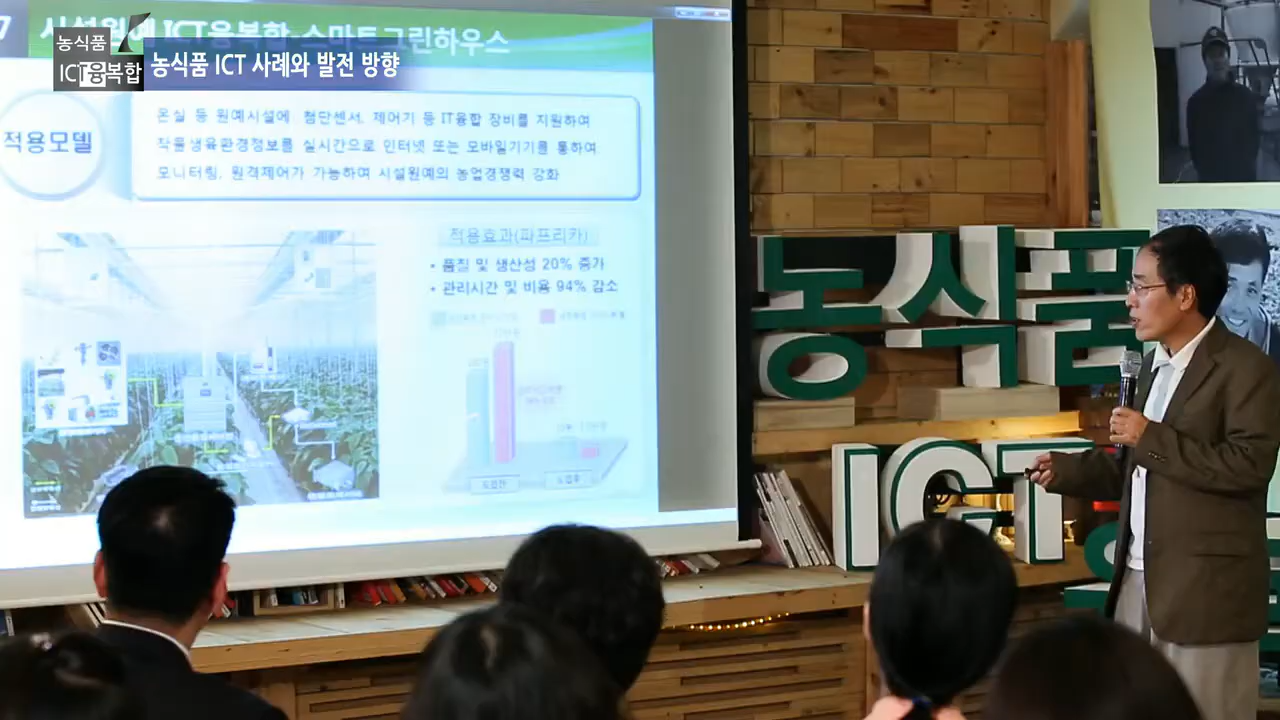 7 시설원예 ICT융복합 스마트그린하우스
농식품
ICT융복합
농식품 ICT 사례와 발전 방향
적용모델
온실 등 원예시설에 첨단센서, 제어기 등 IT융합 장비를 지원하여
작물생육환경정보를 실시간으로 인터넷 또는 모바일기기를 통하여
모니터링, 원격제어가 가능하여 시설원예의 농업경쟁력 강화
적용효과(파프리카)
• 품질 및 생산성 20% 증가
• 관리시간 및 비용 94% 감소
도입전
도입후
농식품
ICT